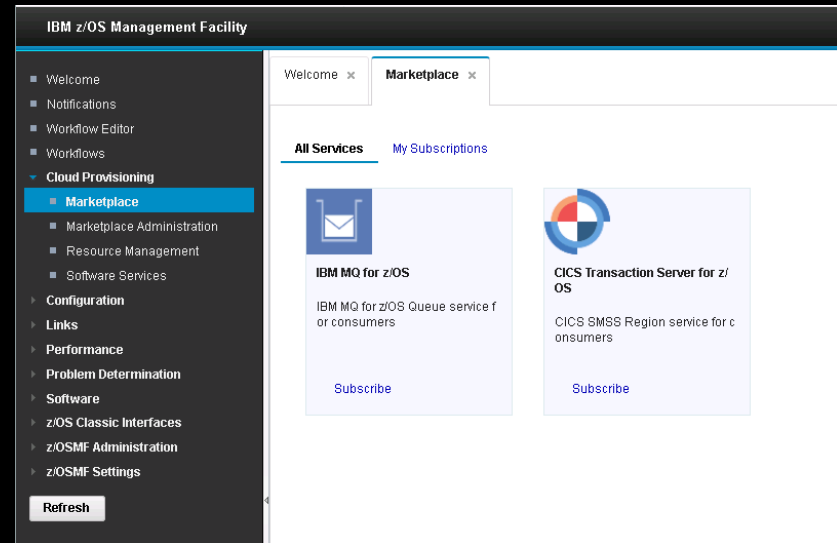 IBM z/OS Management Facility
Welcome
Notifications
Workflow Editor
Workflows
Cloud Provisioning
Marketplace
Marketplace Administration
Resource Management
Software Services
Configuration
Links
Performance
Problem Determination
Software
z/OS Classic Interfaces
z/OSMF Administration
z/OSMF Settings
Refresh
Welcome
Marketplace
All Services
My Subscriptions
IBM MQ for z/OS
IBM MQ for z/OS Queue service f
or consumers
Subscribe
CICS Transaction Server for z/
OS
CICS SMSS Region service for c
onsumers
Subscribe